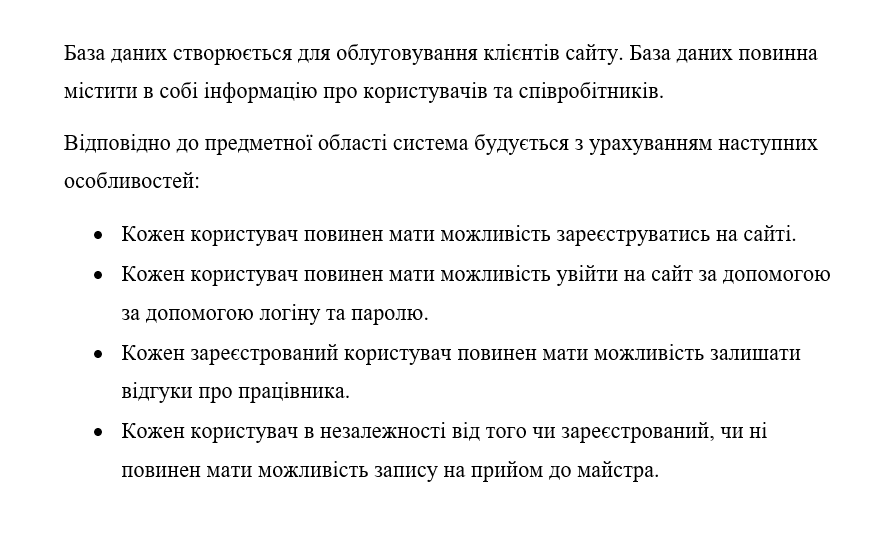 База даних створюється для облуговування клієнтів сайту. База даних повинна
містити в собі інформацію про користувачів та співробітників.
Відповідно до предметної області система будується з урахуванням наступних
особливостей:
• Кожен користувач повинен мати можливість зареєструватись на сайті.
• Кожен користувач повинен мати можливість увійти на сайт за допомогою
за допомогою логіну та паролю.
• Кожен зареєстрований користувач повинен мати можливість залишати
відгуки про працівника.
• Кожен користувач в незалежності від того чи зареєстрований, чи ні
повинен мати можливість запису на прийом до майстра.